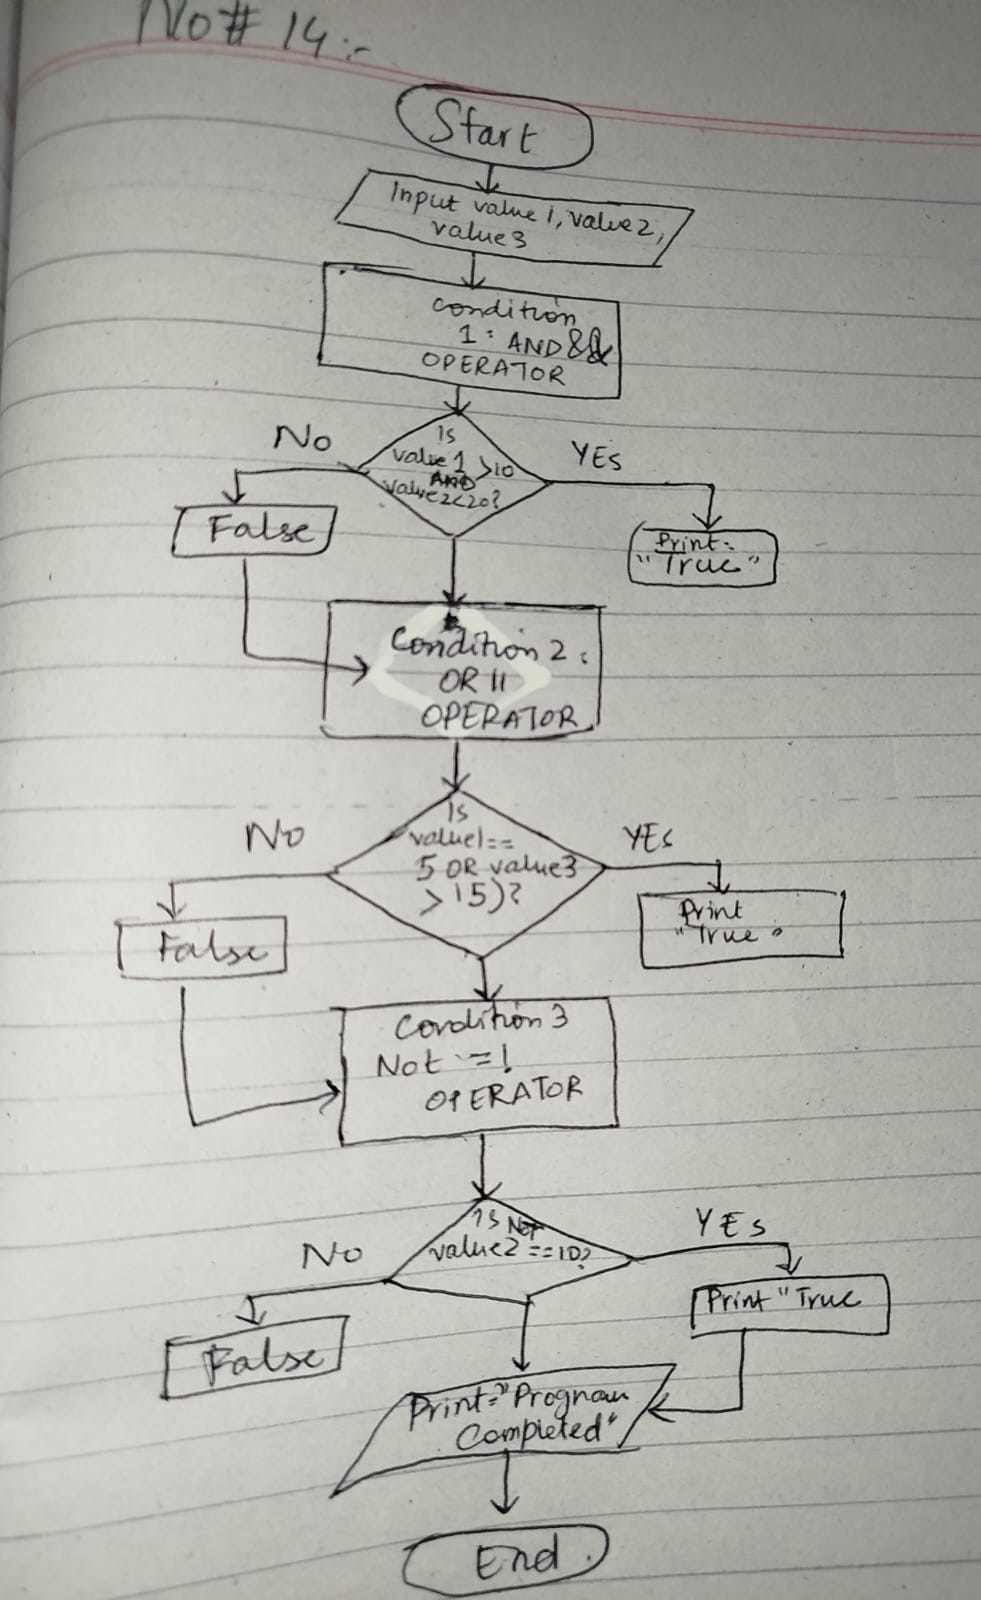 No# 14:-
Start
Input value1, value2,
value3
condition
1: AND &&
OPERATOR
Is
value 1 >10
AND
value2<20?
No
YES
False
Print:
"True"
Condition 2:
OR ||
OPERATOR
Is
value1==
5 OR value3
>15)?
No
YES
False
Print
"True"
Condition 3
Not =!
OPERATOR
Is Not
value2 ==10?
No
YES
False
Print "True
Print="Program
Completed"
End